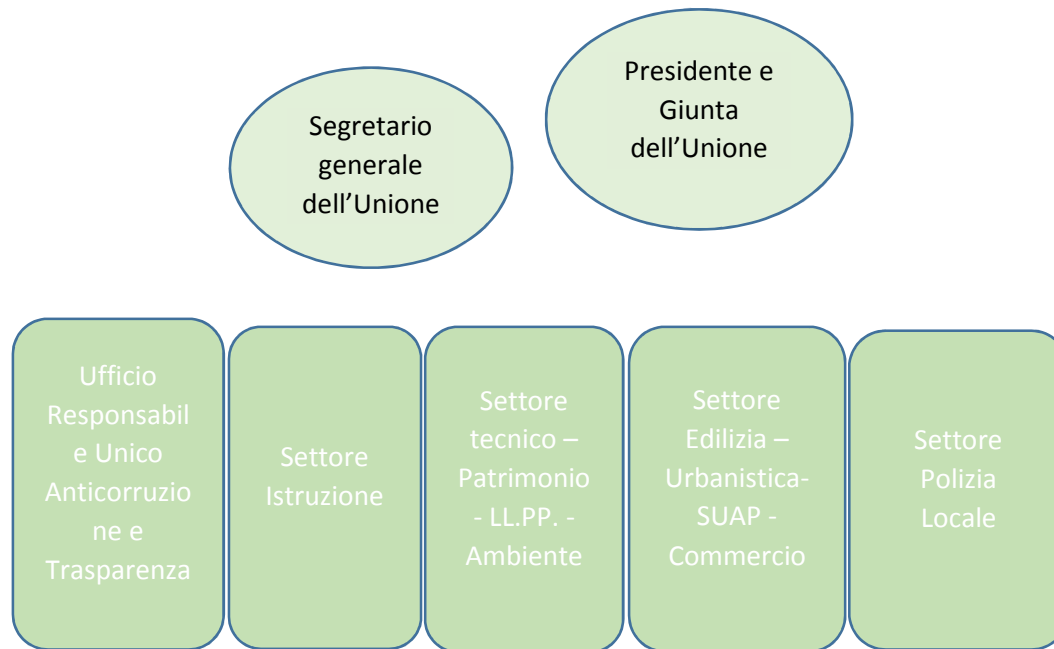 Segretario
generale
dell’Unione
Presidente e
Giunta
dell’Unione
Ufficio
Responsabil
e Unico
Anticorruzio
ne e
Trasparenza
Settore
Istruzione
Settore
tecnico –
Patrimonio
- LL.PP. -
Ambiente
Settore
Edilizia –
Urbanistica-
SUAP -
Commercio
Settore
Polizia
Locale